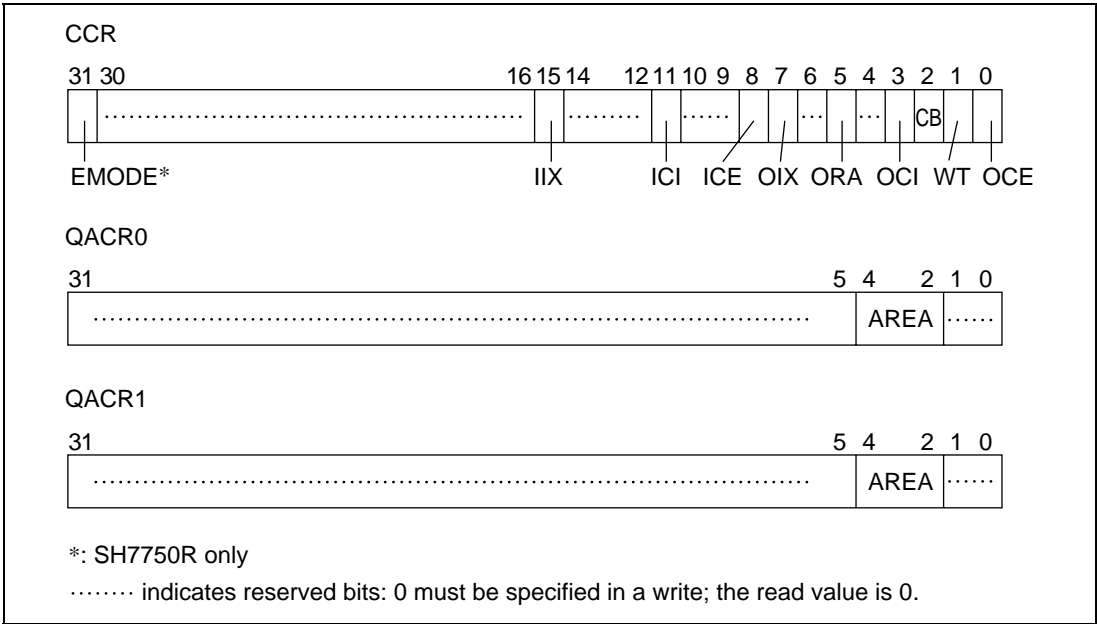 CCR
31 30 16 15 14 12 11 10 9 8 7 6 5 4 3 2 1 0
CB
EMODE* IIX ICI ICE OIX ORA OCI WT OCE
QACR0
31 5 4 2 1 0
AREA
QACR1
31 5 4 2 1 0
AREA
*: SH7750R only
········ indicates reserved bits: 0 must be specified in a write; the read value is 0.